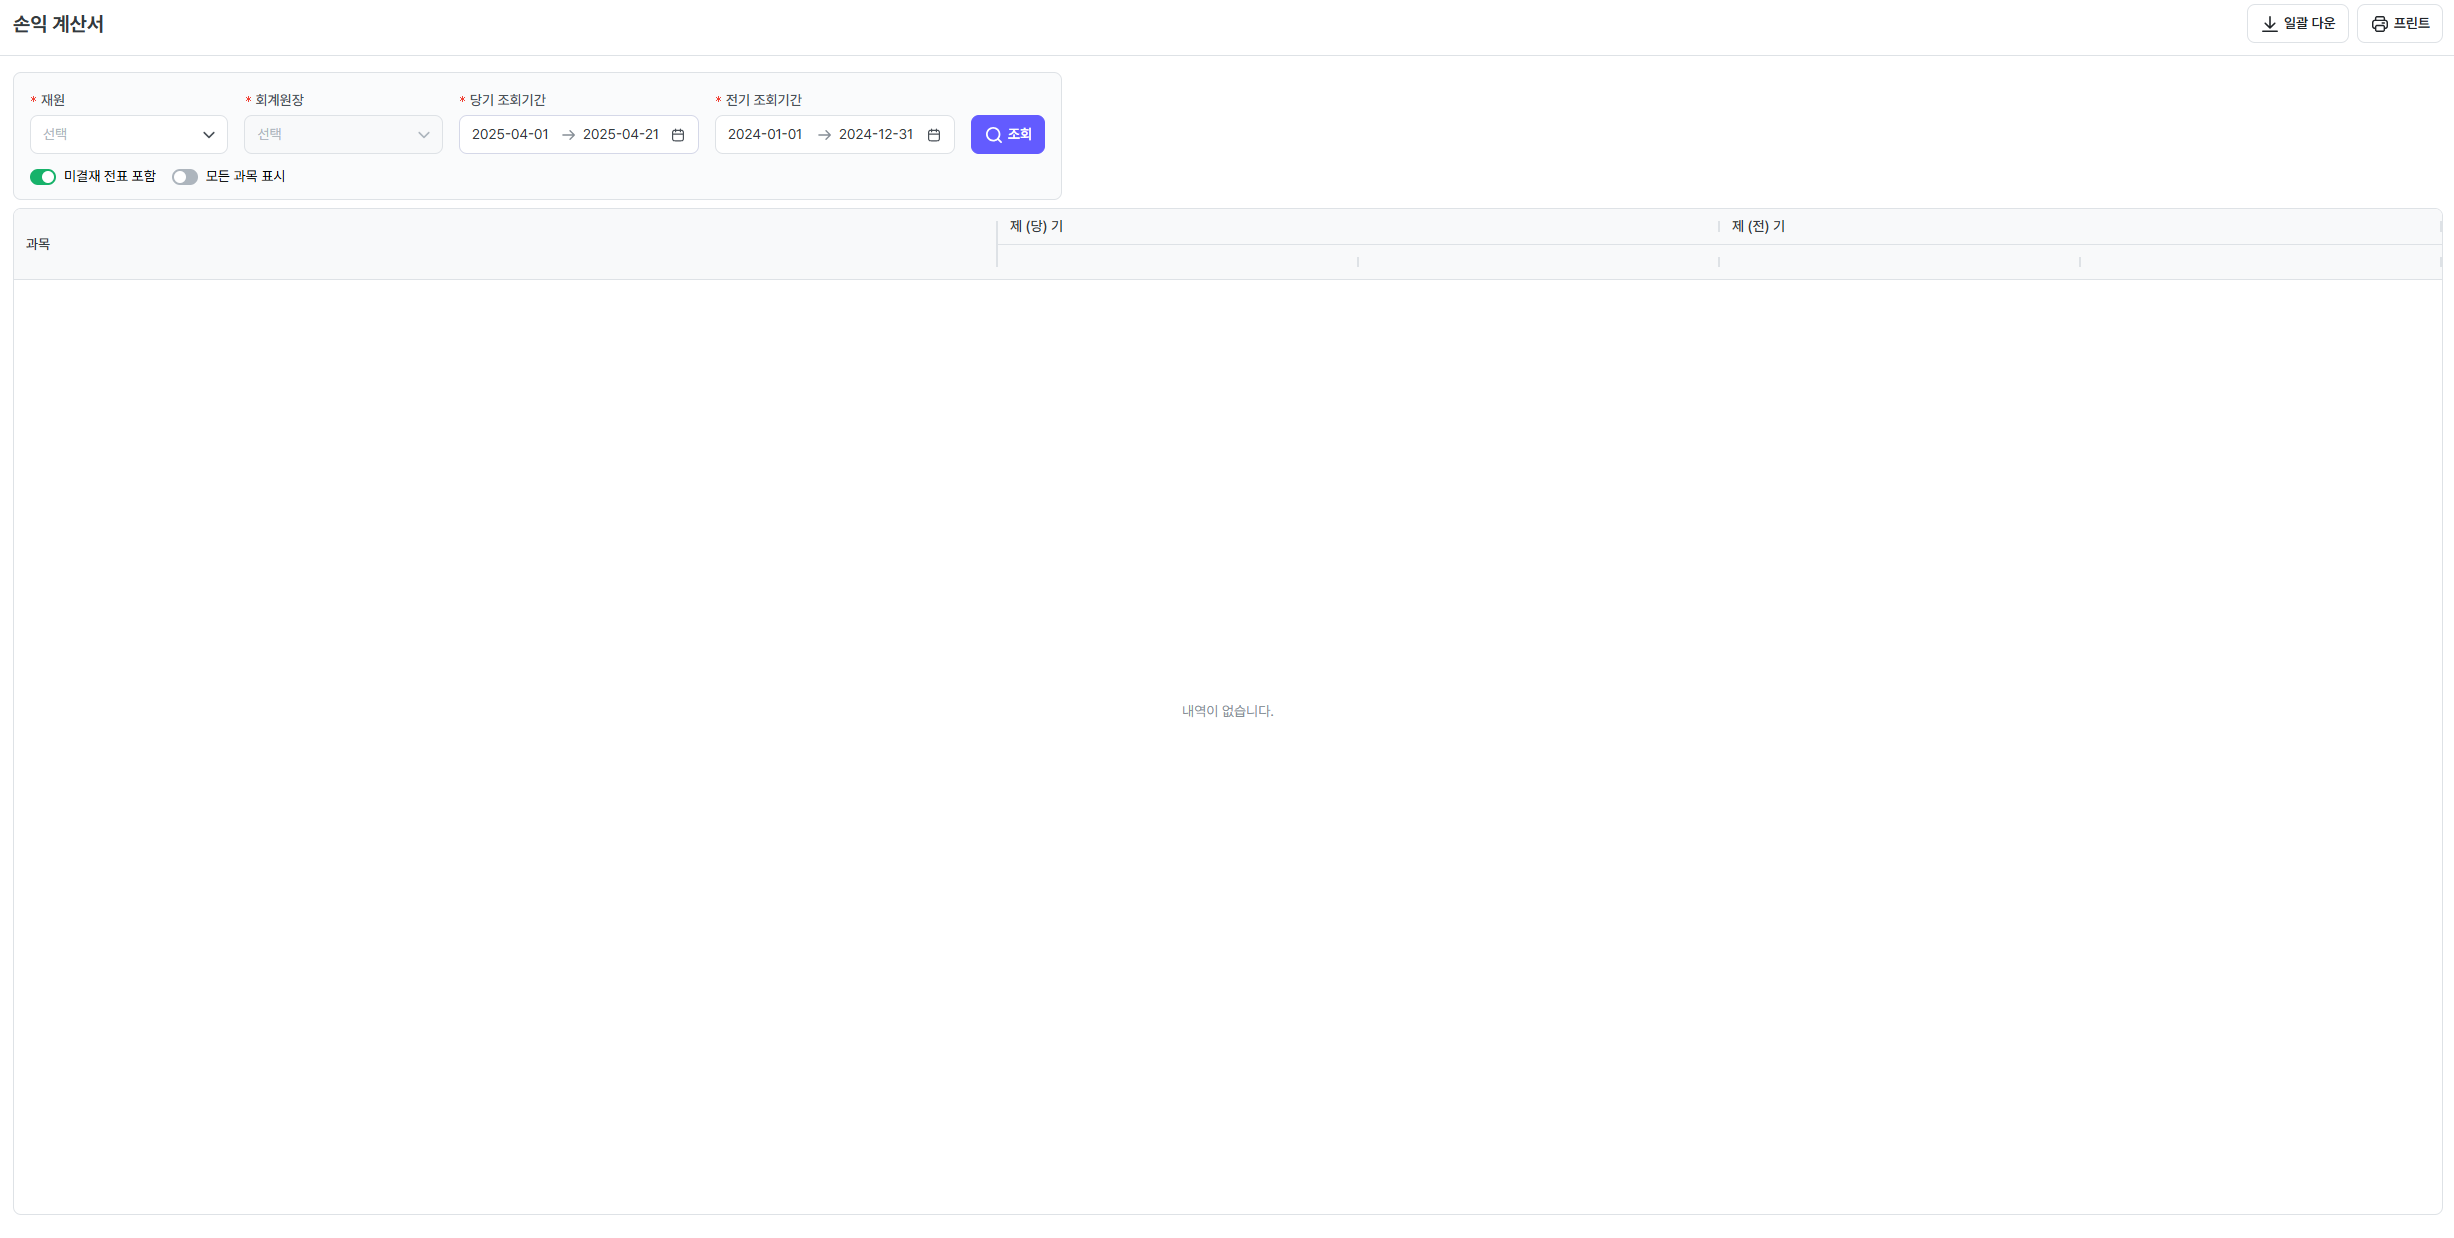 손익 계산서
일괄 다운
프린트
* 재원
* 회계원장
* 당기 조회기간
* 전기 조회기간
선택
선택
2025-04-01 → 2025-04-21
2024-01-01 → 2024-12-31
조회
미결재 전표 포함
모든 과목 표시
과목
제 (당) 기
제 (전) 기
내역이 없습니다.